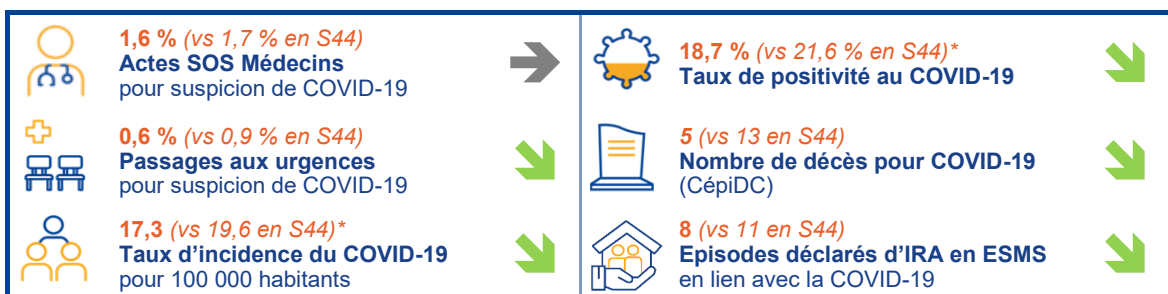 1,6 % (vs 1,7 % en S44)
Actes SOS Médecins
pour suspicion de COVID-19
0,6 % (vs 0,9 % en S44)
Passages aux urgences
pour suspicion de COVID-19
17,3 (vs 19,6 en S44)*
Taux d’incidence du COVID-19
pour 100 000 habitants
18,7 % (vs 21,6 % en S44)*
Taux de positivité au COVID-19
5 (vs 13 en S44)
Nombre de décès pour COVID-19
(CépiDC)
8 (vs 11 en S44)
Episodes déclarés d’IRA en ESMS
en lien avec la COVID-19